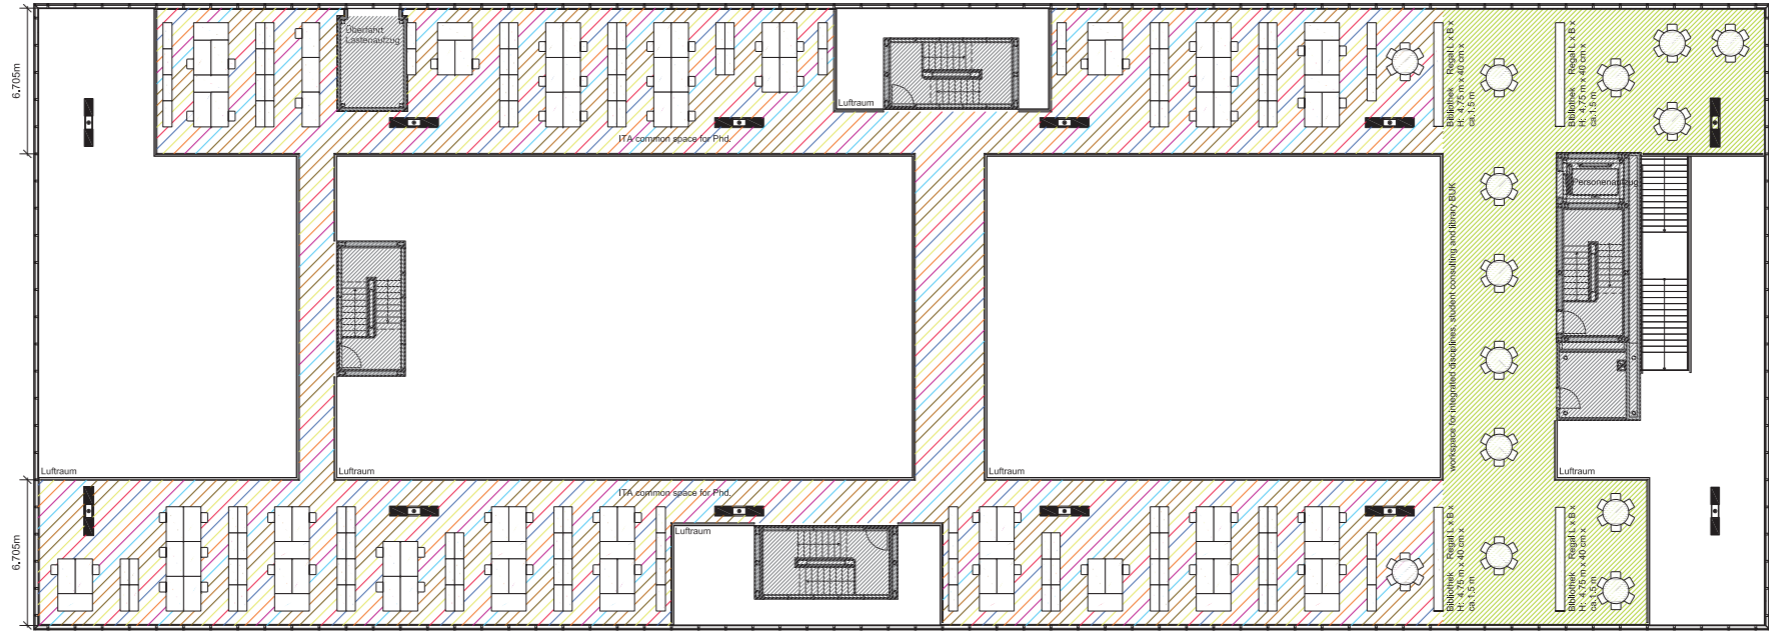 6.705m
Überfahrt
Lastenaufzug
Luftraum
ITA common space for Phd.
Bibliothek Regal L x B x
H: 4.75 m x 40 cm x
ca.1.5 m
Bibliothek Regal L x B x
H: 4.75 m x 40 cm x
ca.1.5 m
Personenaufzug
workspace for integrated disciplines, student consulting and library BUK
Luftraum
Luftraum
Luftraum
Luftraum
6.705m
ITA common space for Phd.
Luftraum
Bibliothek Regal L x B x
H: 4.75 m x 40 cm x
ca.1.5 m
Bibliothek Regal L x B x
H: 4.75 m x 40 cm x
ca.1.5 m